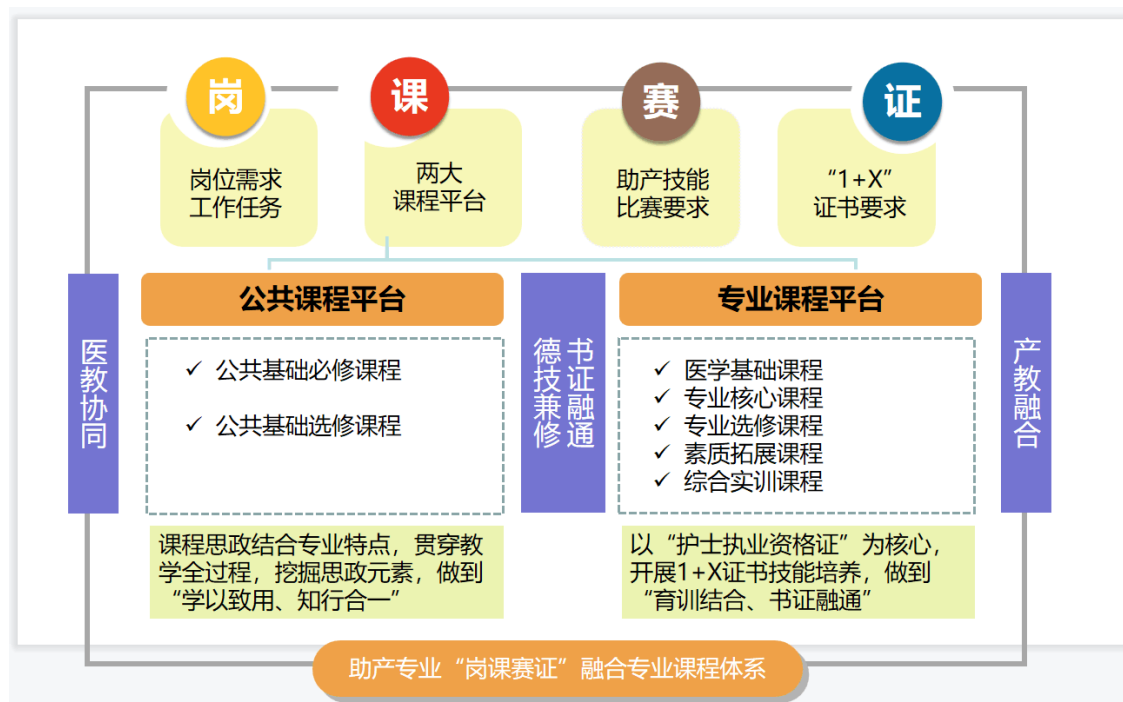 岗
课
赛
证
岗位需求
工作任务
两大
课程平台
助产技能
比赛要求
“1+X”
证书要求
医教协同
公共课程平台
✓ 公共基础必修课程
✓ 公共基础选修课程
书证融通
德技兼修
专业课程平台
✓ 医学基础课程
✓ 专业核心课程
✓ 专业选修课程
✓ 素质拓展课程
✓ 综合实训课程
产教融合
课程思政结合专业特点，贯穿教
学全过程，挖掘思政元素，做到
“学以致用、知行合一”
以“护士执业资格证”为核心，
开展1+X证书技能培养，做到
“育训结合、书证融通”
助产专业“岗课赛证”融合专业课程体系